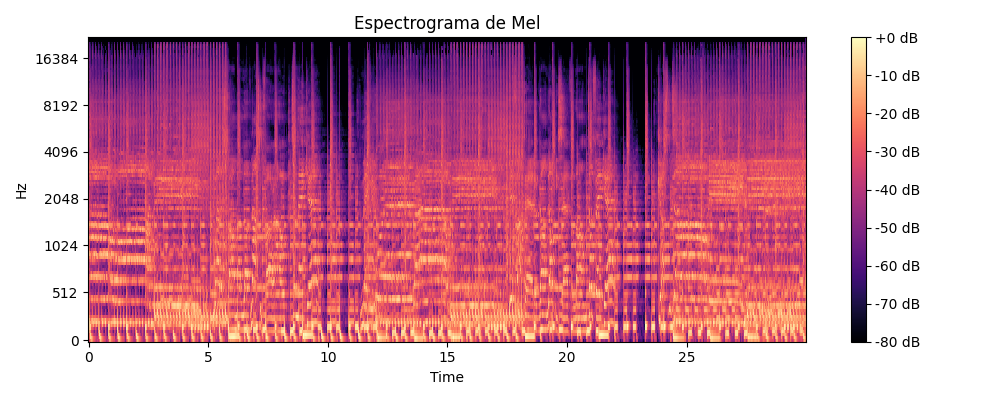 Espectrograma de Mel
Hz
16384
8192
4096
2048
1024
512
0
0 5 10 15 20 25
Time
+0 dB
-10 dB
-20 dB
-30 dB
-40 dB
-50 dB
-60 dB
-70 dB
-80 dB